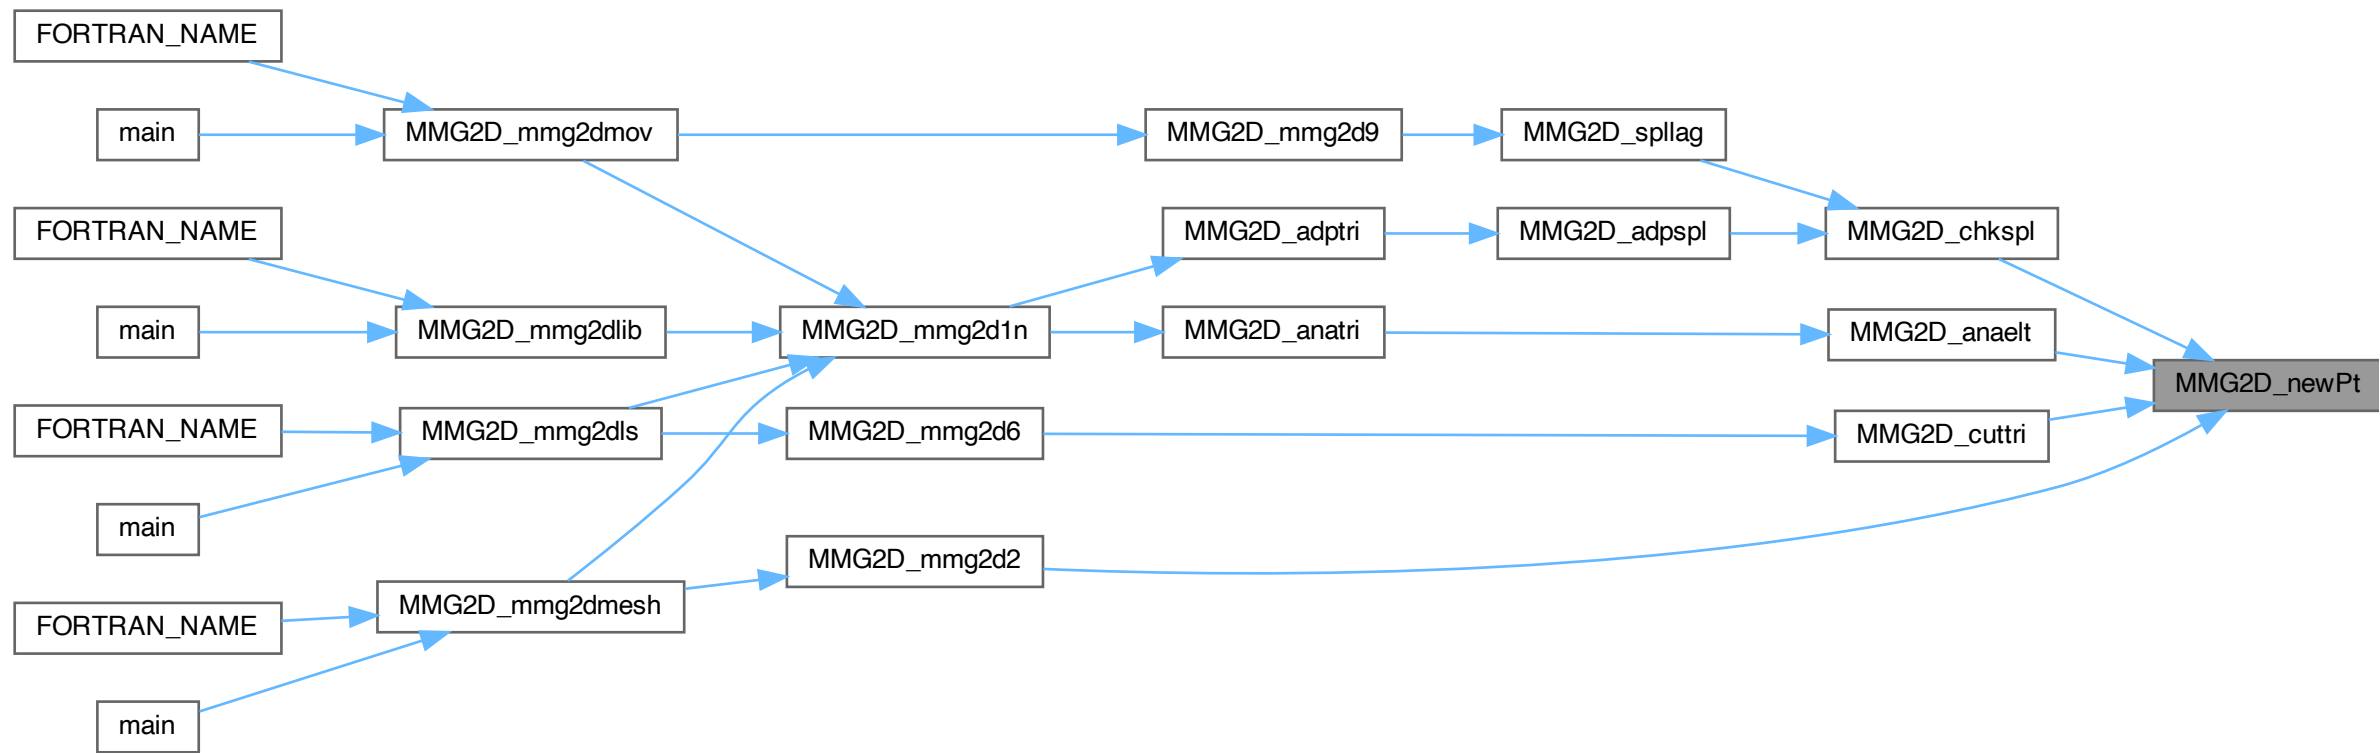 FORTRAN_NAME
main
MMG2D_mmg2dmov
MMG2D_mmg2d9
MMG2D_spllag
FORTRAN_NAME
MMG2D_adptri
MMG2D_adpspl
MMG2D_chkspl
main
MMG2D_mmg2dlib
MMG2D_mmg2d1n
MMG2D_anatri
MMG2D_anaelt
MMG2D_newPt
FORTRAN_NAME
MMG2D_mmg2dls
MMG2D_mmg2d6
MMG2D_cuttri
main
MMG2D_mmg2d2
MMG2D_mmg2dmesh
FORTRAN_NAME
main